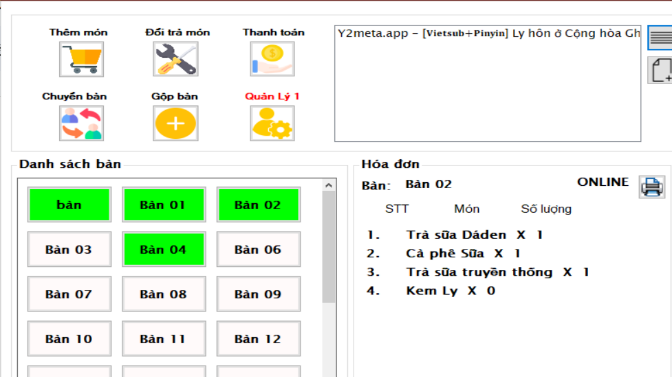 Thêm món
Đổi trả món
Thanh toán
Y2meta.app - [Vietsub+Pinyin] Ly hôn ở Cộng hòa Gh
Chuyển bàn
Gộp bàn
Quản Lý 1
Danh sách bàn
Hóa đơn
bàn
Bàn 01
Bàn 02
Bàn 03
Bàn 04
Bàn 06
Bàn 07
Bàn 08
Bàn 09
Bàn 10
Bàn 11
Bàn 12
Bàn: Bàn 02 ONLINE
STT Món Số lượng
1. Trà sữa Dáden X 1
2. Cà phê Sữa X 1
3. Trà sữa truyền thống X 1
4. Kem Ly X 0